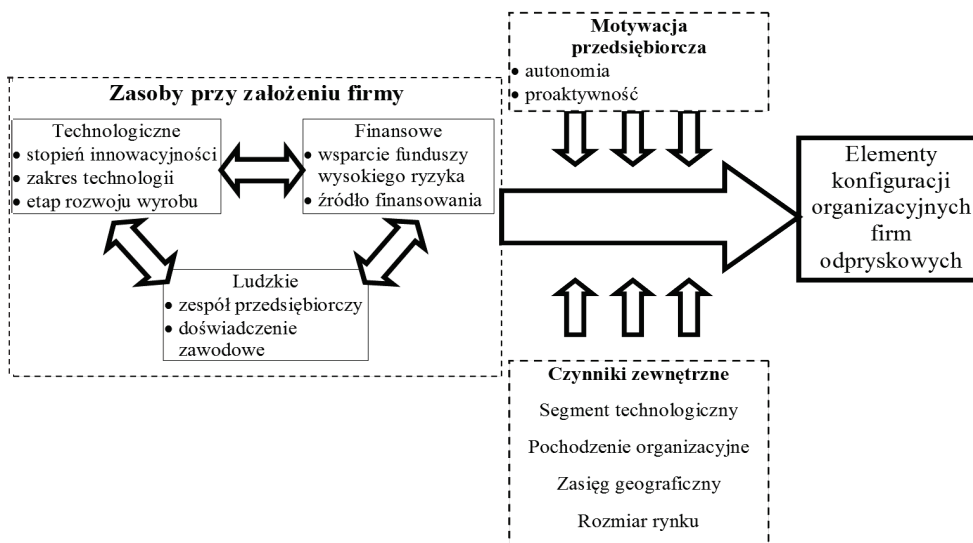 Zasoby przy założeniu firmy
Technologiczne
• stopień innowacyjności
• zakres technologii
• etap rozwoju wyrobu
Finansowe
• wsparcie funduszy
wysokiego ryzyka
• źródło finansowania
Ludzkie
• zespół przedsiębiorczy
• doświadczenie
zawodowe
Motywacja
przedsiębiorcza
• autonomia
• proaktywność
Czynniki zewnętrzne
Segment technologiczny
Pochodzenie organizacyjne
Zasięg geograficzny
Rozmiar rynku
Elementy
konfiguracji
organizacyjnych
firm
odpryskowych